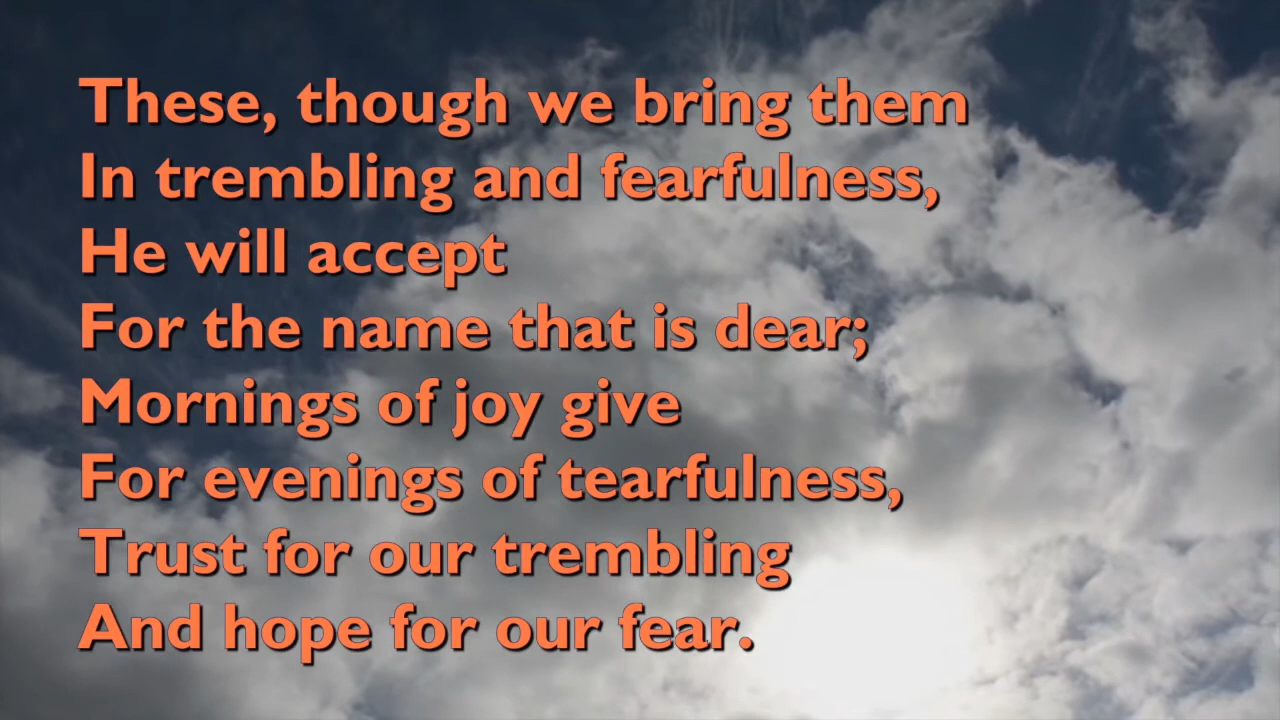 These, though we bring them
In trembling and fearfulness,
He will accept
For the name that is dear;
Mornings of joy give
For evenings of tearfulness,
Trust for our trembling
And hope for our fear.